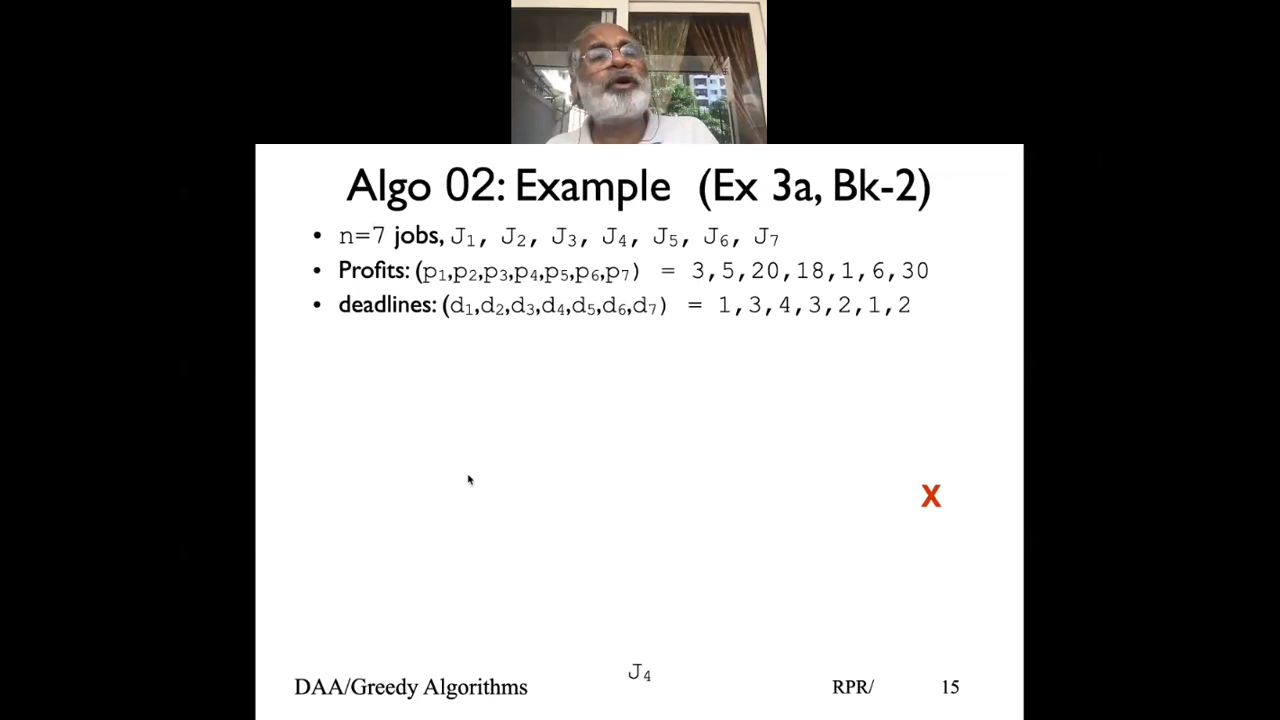 Algo 02: Example (Ex 3a, Bk-2)
• n=7 jobs, J₁, J₂, J₃, J₄, J₅, J₆, J₇
• Profits: (p₁,p₂,p₃,p₄,p₅,p₆,p₇) = 3,5,20,18,1,6,30
• deadlines: (d₁,d₂,d₃,d₄,d₅,d₆,d₇) = 1,3,4,3,2,1,2
X
J₄
DAA/Greedy Algorithms RPR/ 15